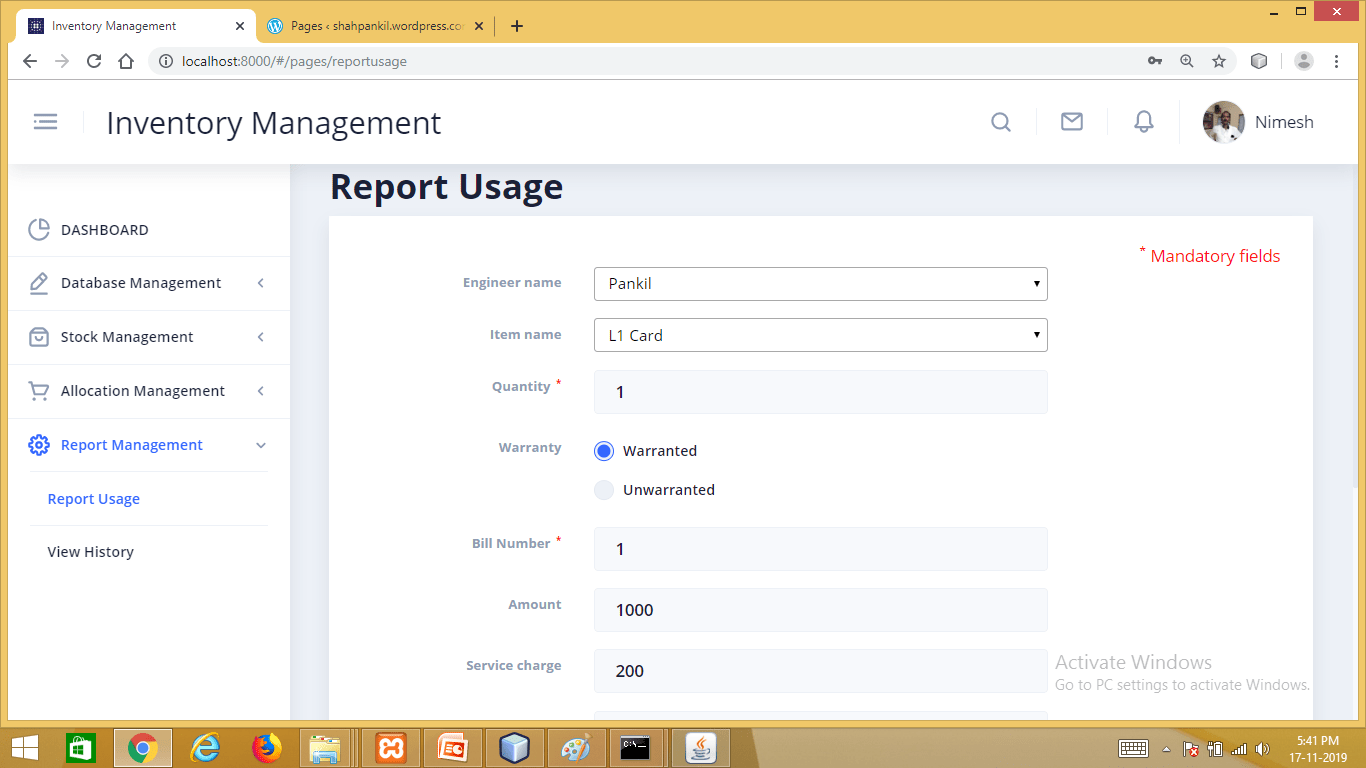 Inventory Management
Pages ‹ shahpankil.wordpress.co
localhost:8000/#/pages/reportusage
Inventory Management
Nimesh
Report Usage
DASHBOARD
Database Management
Stock Management
Allocation Management
Report Management
Report Usage
View History
* Mandatory fields
Engineer name
Pankil
Item name
L1 Card
Quantity *
1
Warranty
Warranted
Unwarranted
Bill Number *
1
Amount
1000
Service charge
200
Activate Windows
Go to PC settings to activate Windows.
C:\_
5:41 PM
17-11-2019